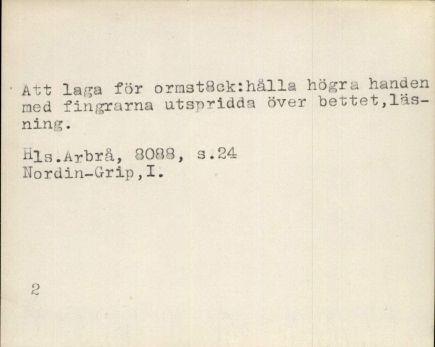 Att laga för ormst8ck:hålla högra handen
med fingrarna utspridda över bettet,läs-
ning.
Hls.Arbrå, 8088, s.24
Nordin-Grip,I.
2